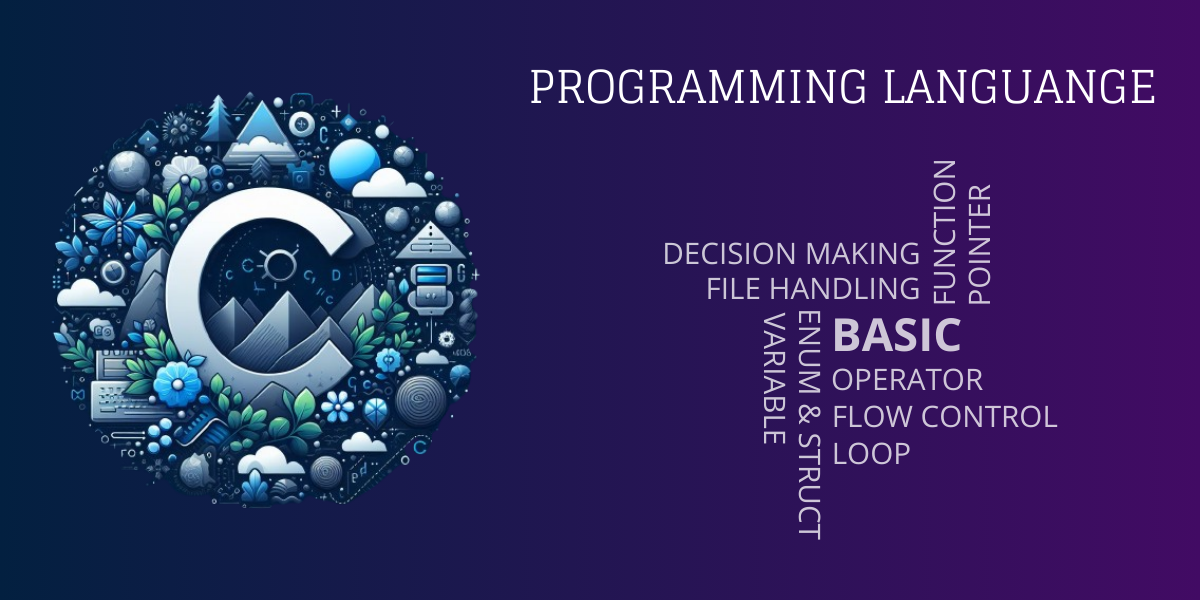 PROGRAMMING LANGUANGE
C
FUNCTION
POINTER
DECISION MAKING
FILE HANDLING
VARIABLE
ENUM & STRUCT
BASIC
OPERATOR
FLOW CONTROL
LOOP